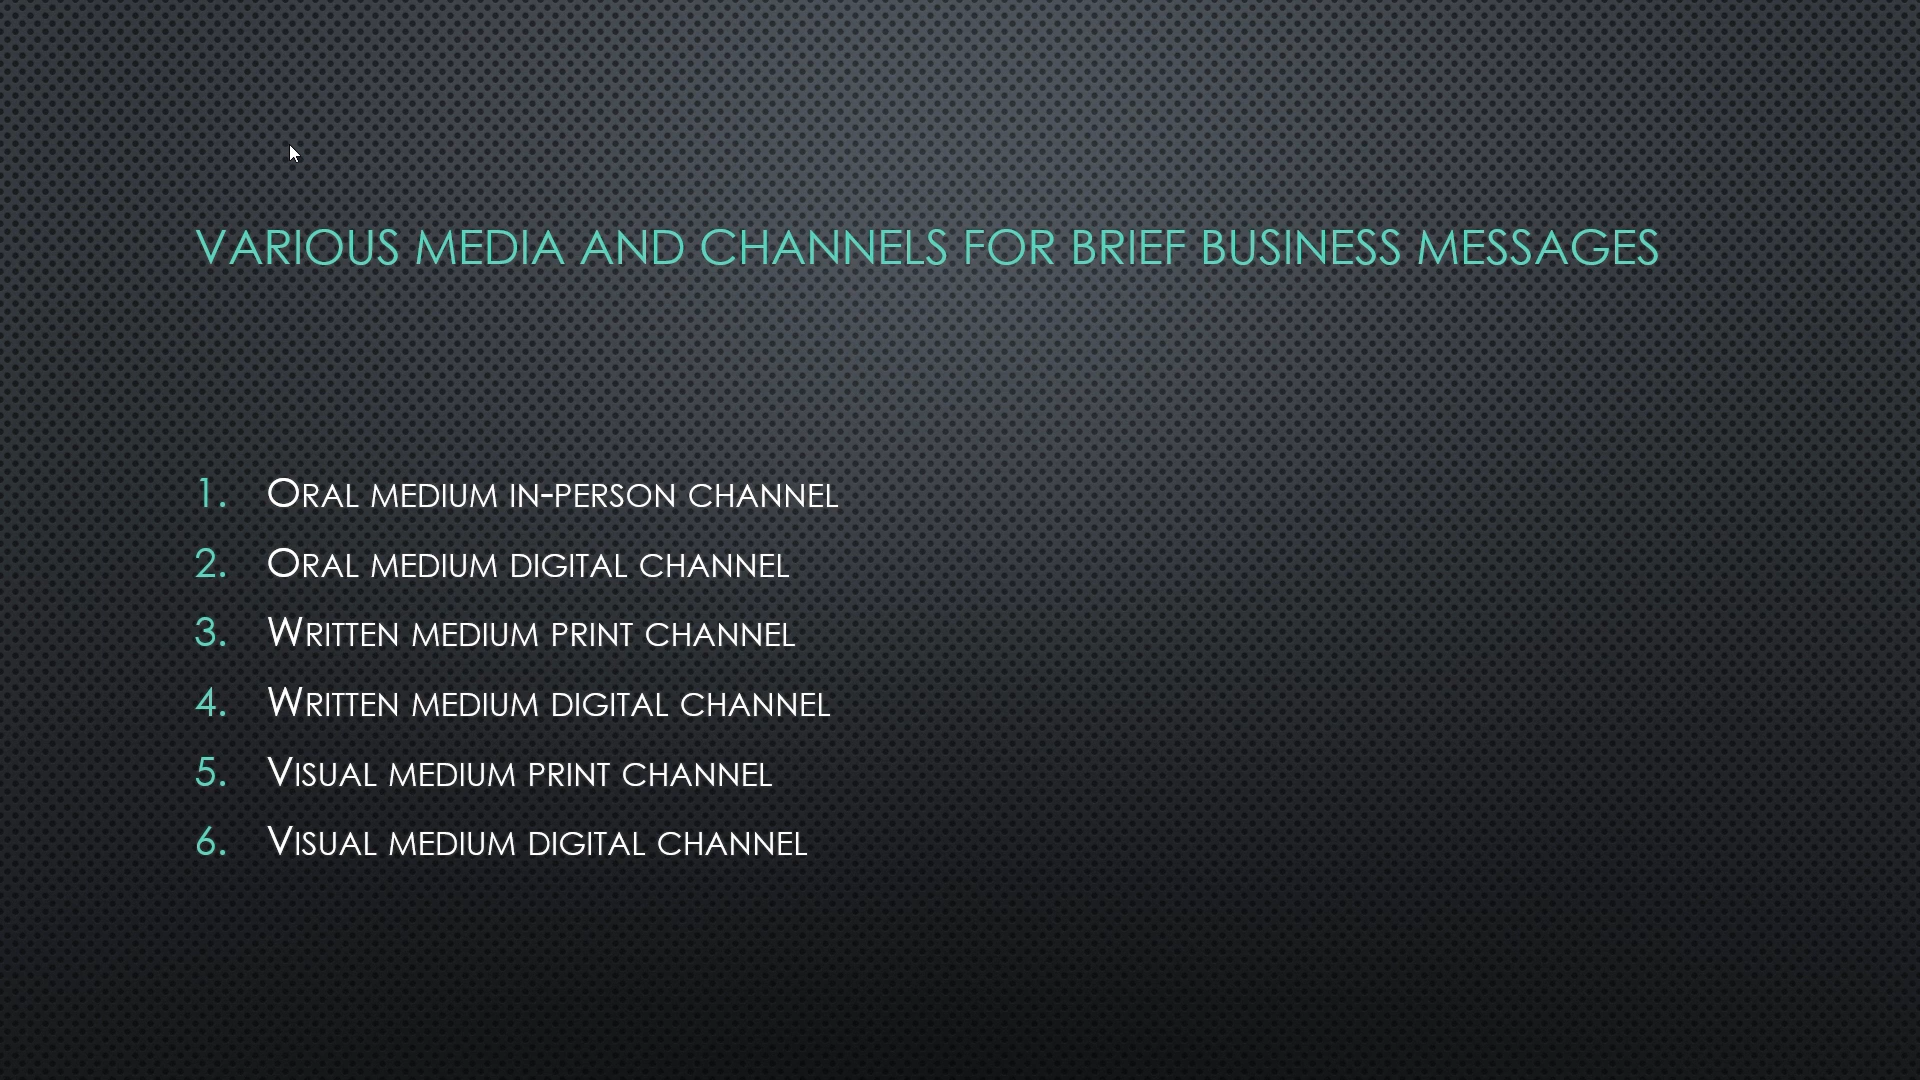 VARIOUS MEDIA AND CHANNELS FOR BRIEF BUSINESS MESSAGES
1. Oral medium in-person channel
2. Oral medium digital channel
3. Written medium print channel
4. Written medium digital channel
5. Visual medium print channel
6. Visual medium digital channel